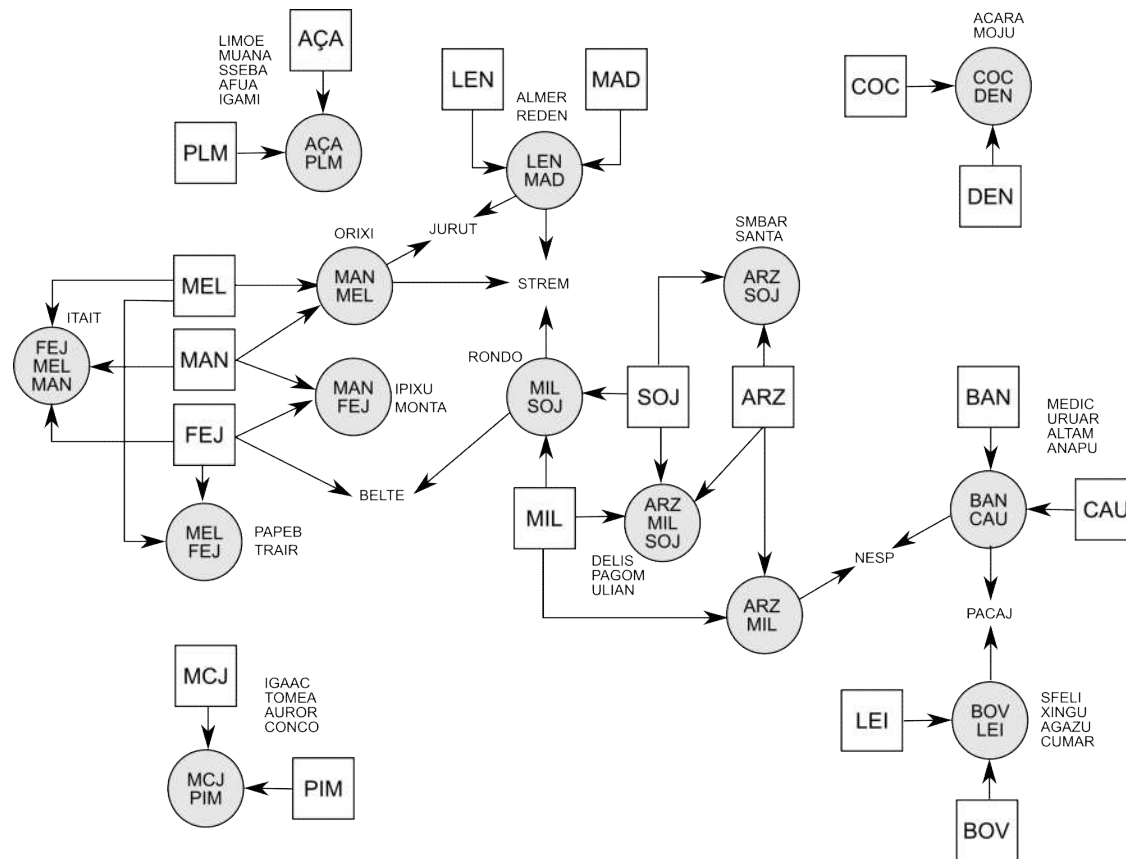 AÇA
LIMOE
MUANA
SSEBA
AFUA
IGAMI
PLM
AÇA
PLM
LEN
MAD
ALMER
REDEN
LEN
MAD
ACARA
MOJU
COC
COC
DEN
DEN
JURUT
ORIXI
MEL
MAN
MEL
STREM
SMBAR
SANTA
ARZ
SOJ
ITAIT
FEJ
MEL
MAN
MAN
MAN
FEJ
IPIXU
MONTA
RONDO
MIL
SOJ
SOJ
ARZ
BAN
MEDIC
URUAR
ALTAM
ANAPU
FEJ
BELTE
MIL
ARZ
MIL
SOJ
DELIS
PAGOM
ULIAN
BAN
CAU
CAU
MEL
FEJ
PAPEB
TRAIR
NESP
ARZ
MIL
PACAJ
MCJ
IGAAC
TOMEA
AUROR
CONCO
LEI
BOV
LEI
SFELI
XINGU
AGAZU
CUMAR
MCJ
PIM
PIM
BOV